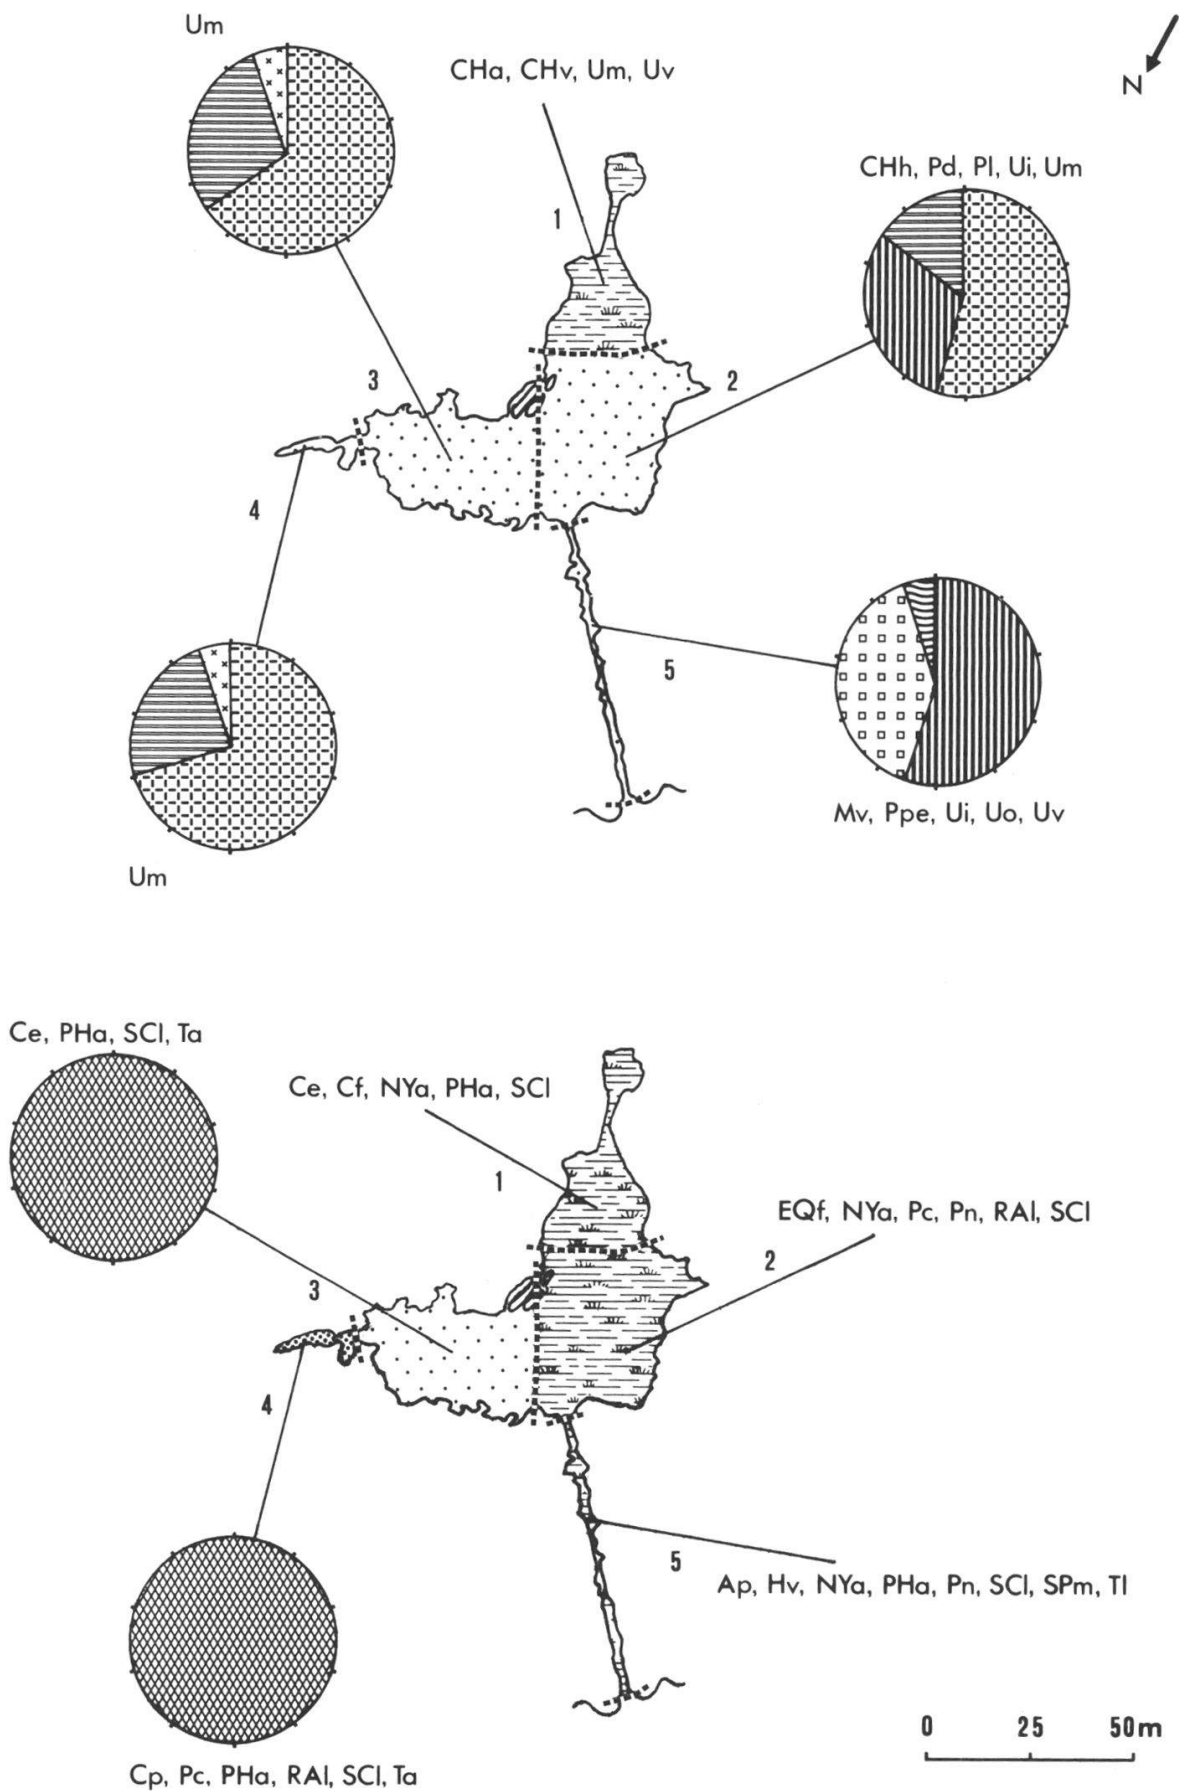 Um
CHa, CHv, Um, Uv
N
CHh, Pd, Pl, Ui, Um
1
3
2
4
5
Mv, Ppe, Ui, Uo, Uv
Um
Ce, PHa, SCl, Ta
Ce, Cf, NYa, PHa, SCl
1
EQf, NYa, Pc, Pn, RAl, SCl
2
3
4
5
Ap, Hv, NYa, PHa, Pn, SCl, SPm, Tl
0 25 50m
Cp, Pc, PHa, RAl, SCl, Ta